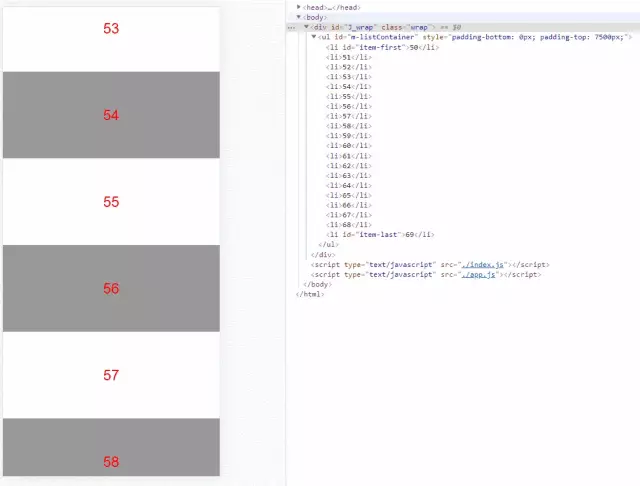 53
54
55
56
57
58
<head>…</head>
<body>
<div id="J_wrap" class="wrap"> == $0
<ul id="m-listContainer" style="padding-bottom: 0px; padding-top: 7500px;">
<li id="item-first">50</li>
<li>51</li>
<li>52</li>
<li>53</li>
<li>54</li>
<li>55</li>
<li>56</li>
<li>57</li>
<li>58</li>
<li>59</li>
<li>60</li>
<li>61</li>
<li>62</li>
<li>63</li>
<li>64</li>
<li>65</li>
<li>66</li>
<li>67</li>
<li>68</li>
<li id="item-last">69</li>
</ul>
</div>
<script type="text/javascript" src="./index.js"></script>
<script type="text/javascript" src="./app.js"></script>
</body>
</html>